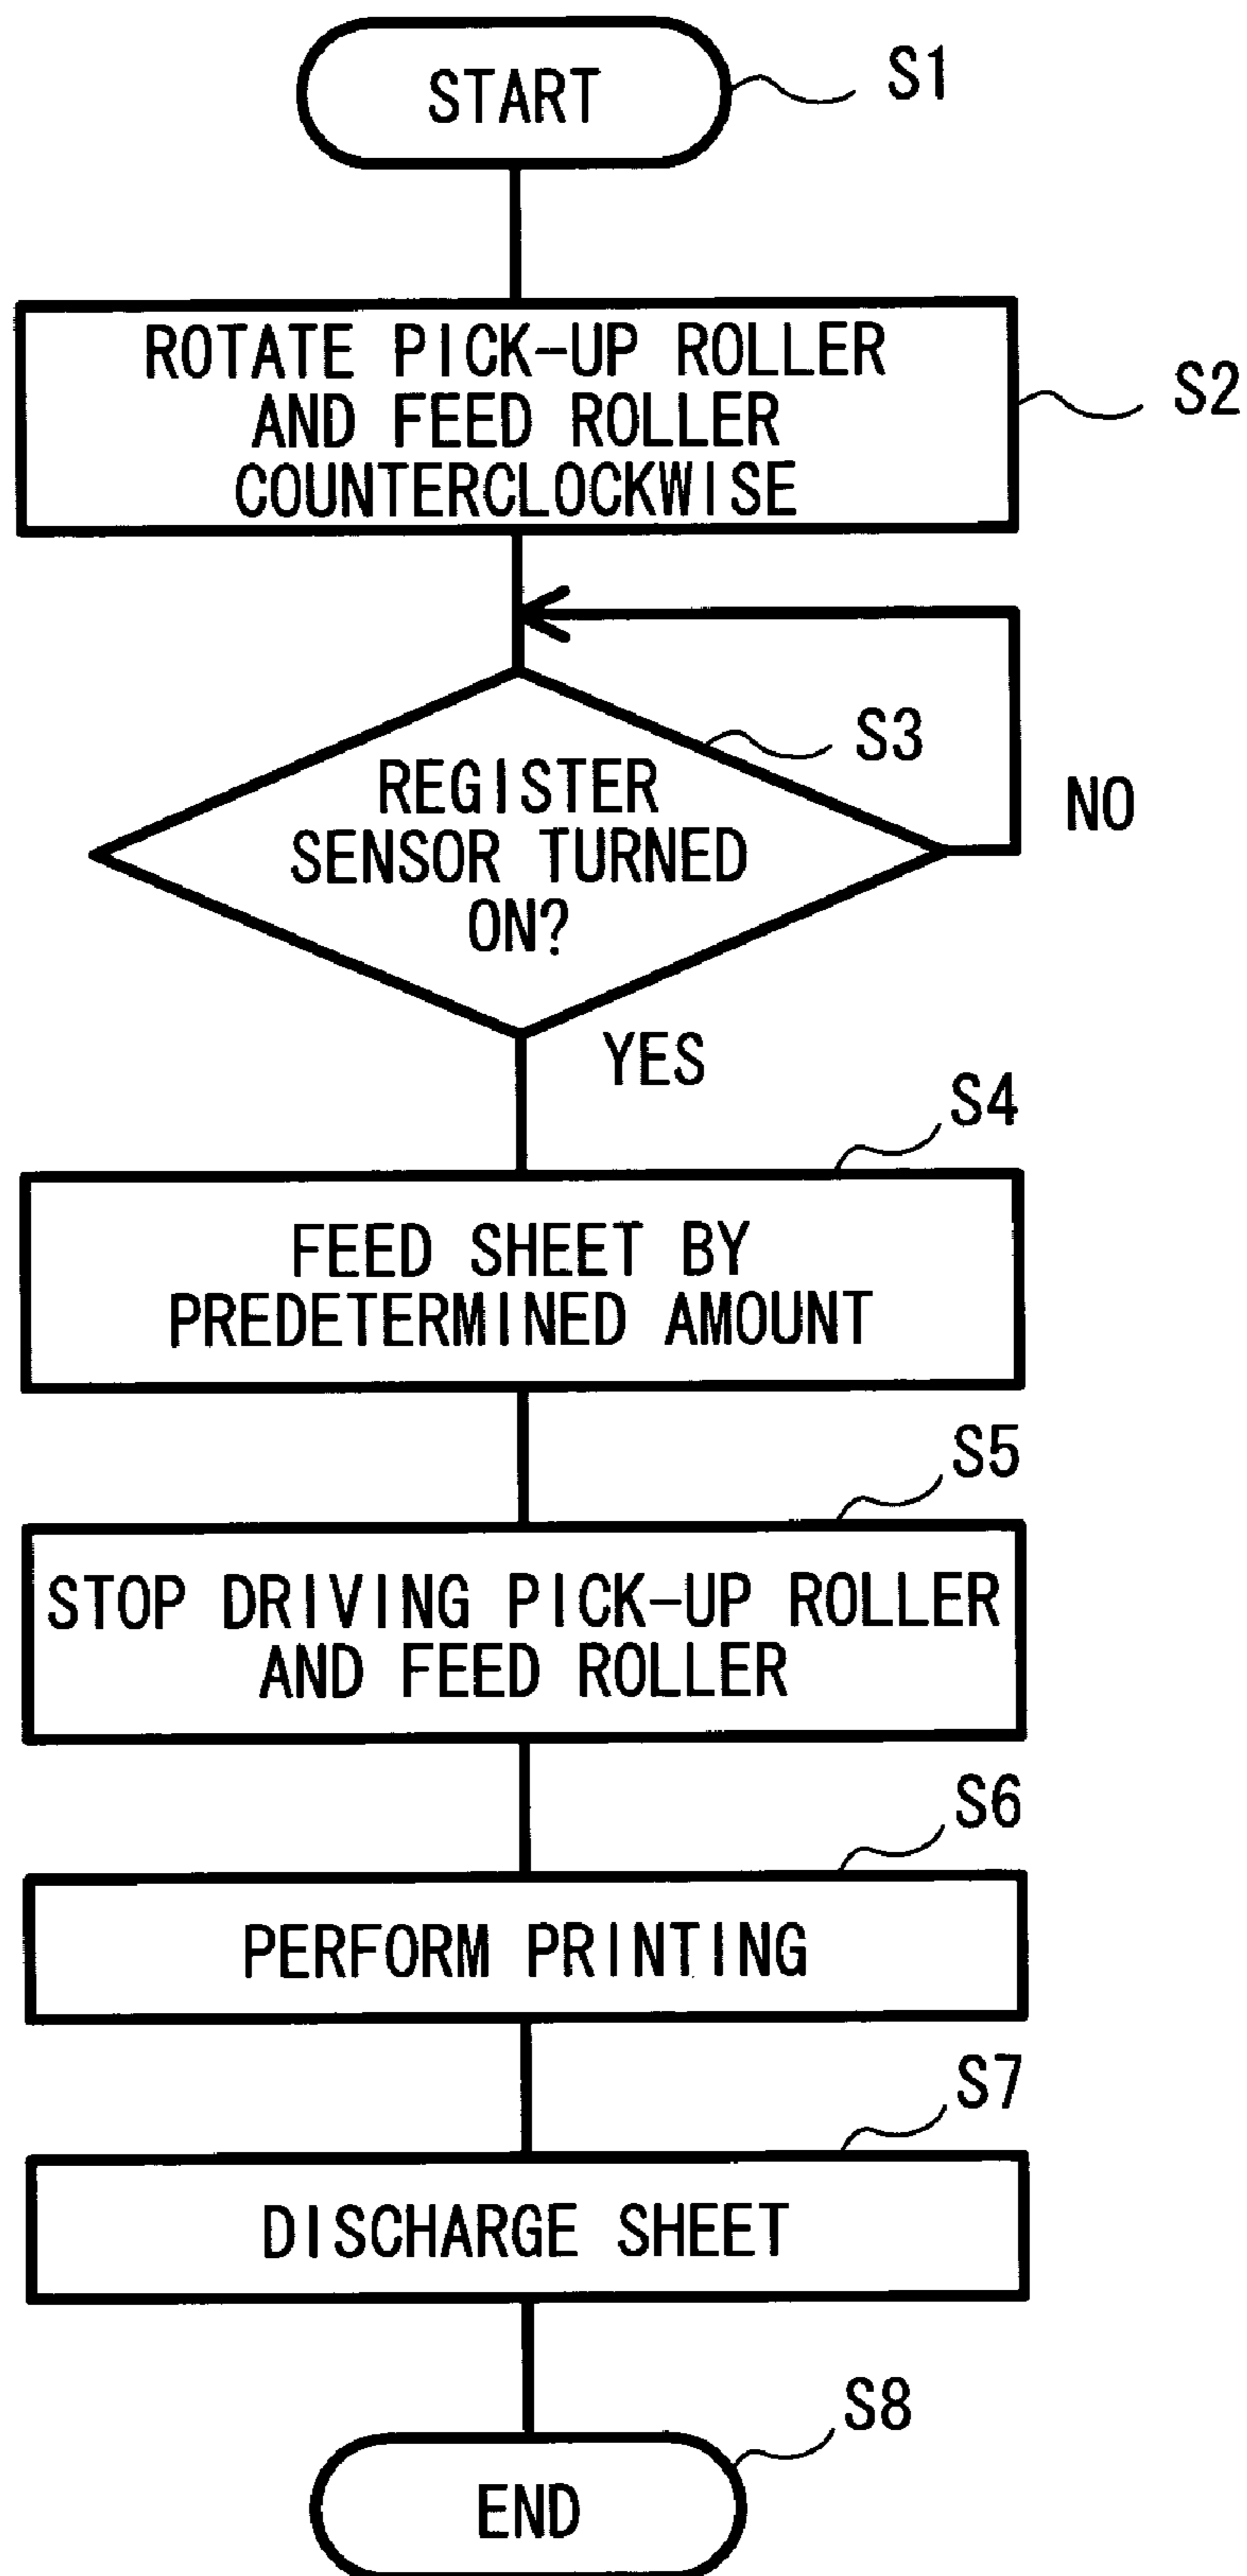 START
S1
ROTATE PICK-UP ROLLER
AND FEED ROLLER
COUNTERCLOCKWISE
S2
REGISTER
SENSOR TURNED
ON?
S3
NO
YES
S4
FEED SHEET BY
PREDETERMINED AMOUNT
S5
STOP DRIVING PICK-UP ROLLER
AND FEED ROLLER
S6
PERFORM PRINTING
S7
DISCHARGE SHEET
S8
END